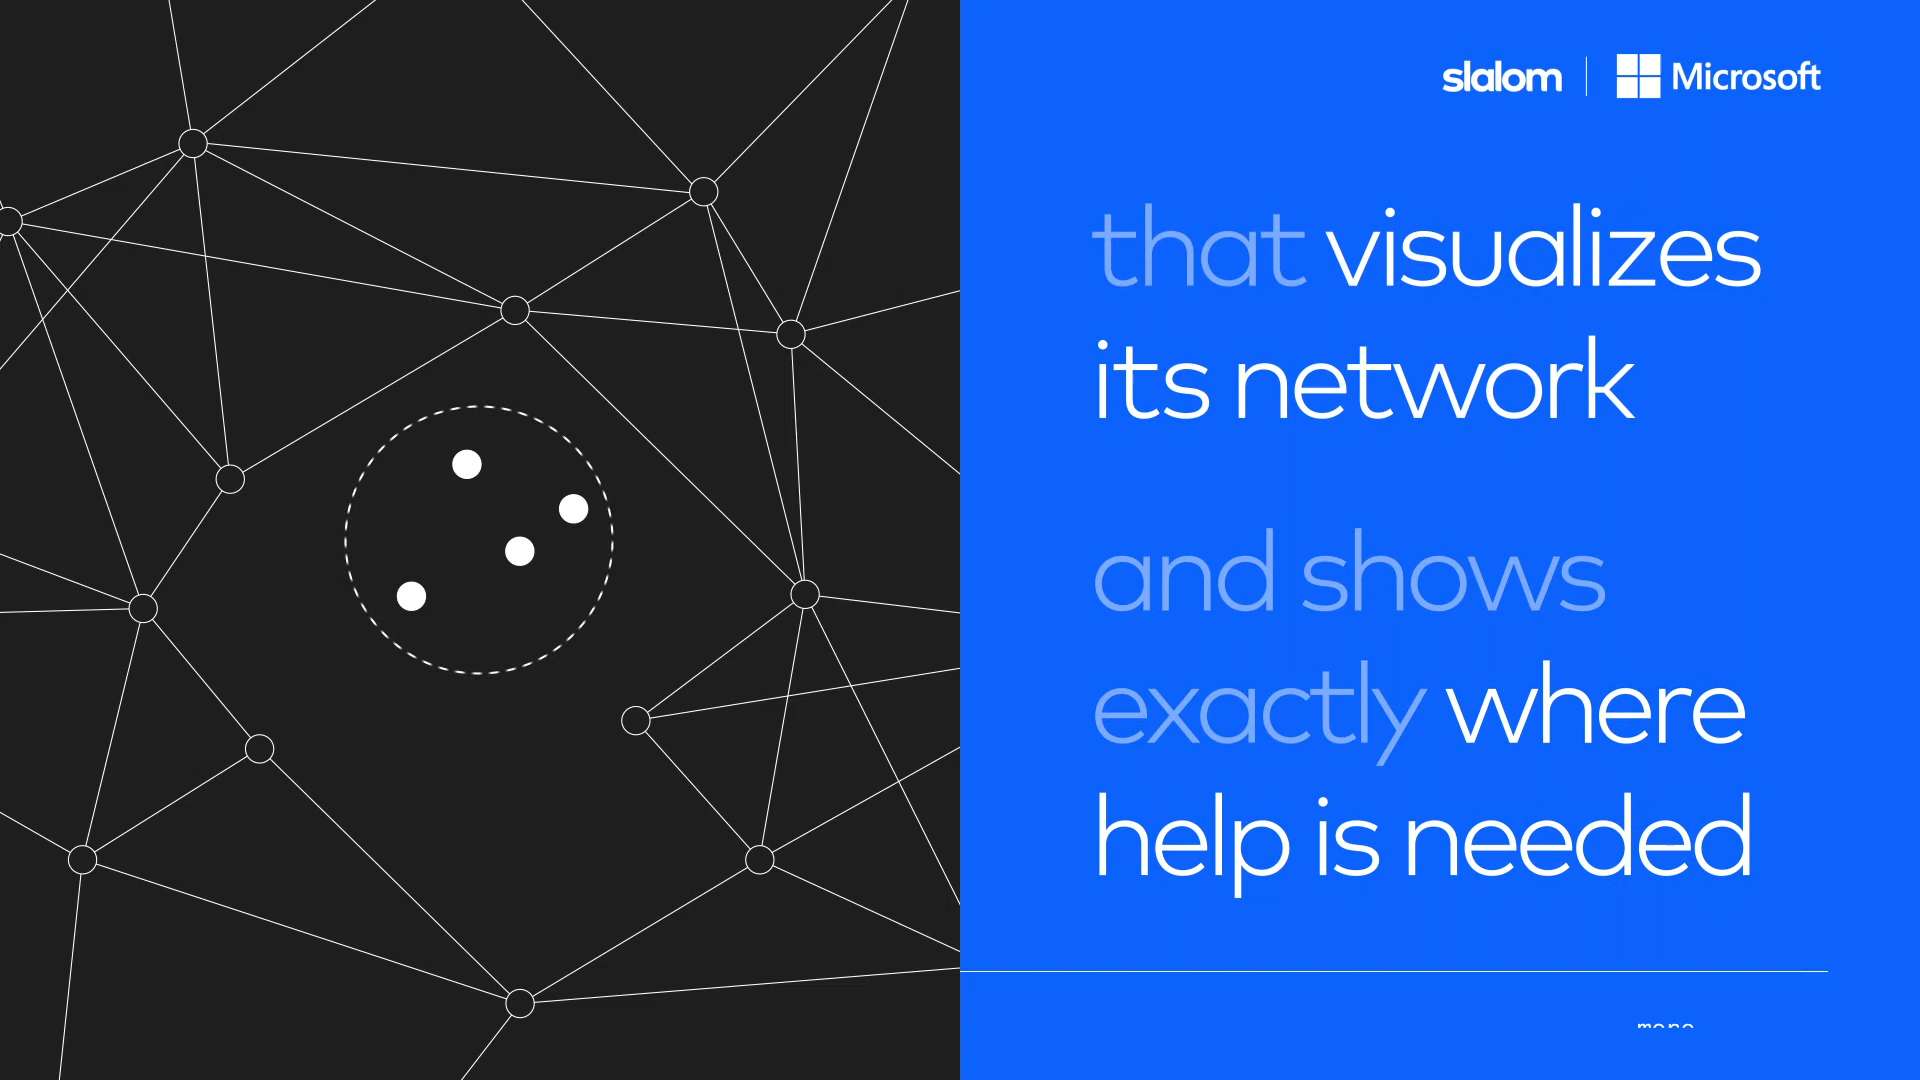 slalom | Microsoft
that visualizes
its network
and shows
exactly where
help is needed